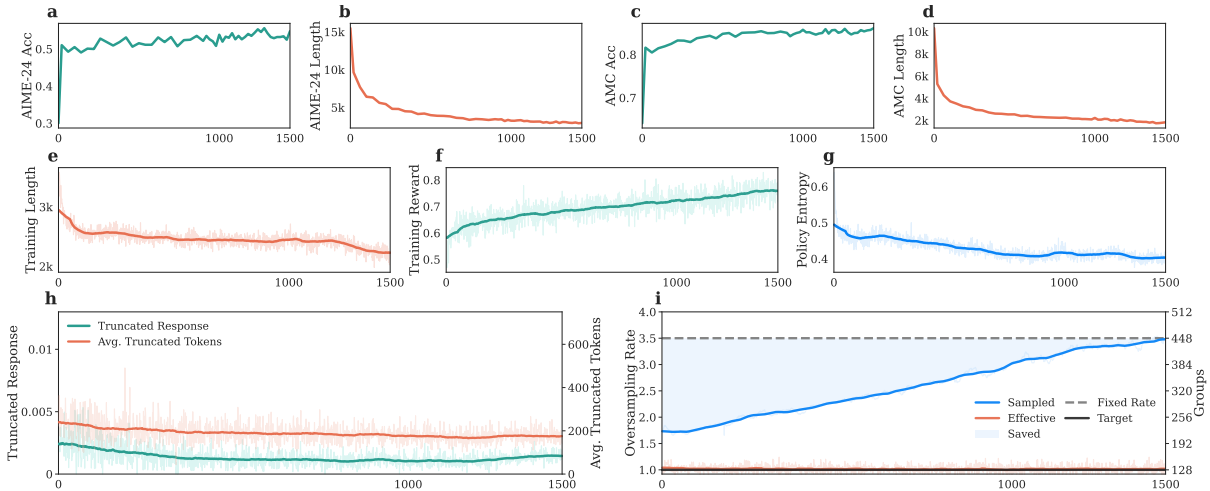 a
AIME-24 Acc
0.5
0.4
0.3
0
1000
1500
b
AIME-24 Length
15k
10k
5k
0
1000
1500
c
AMC Acc
0.8
0.7
0
1000
1500
d
AMC Length
10k
8k
6k
4k
2k
0
1000
1500
e
Training Length
3k
2k
0
1000
1500
f
Training Reward
0.8
0.7
0.6
0.5
0
1000
1500
g
Policy Entropy
0.6
0.5
0.4
0
1000
1500
h
Truncated Response
0.01
0.005
0
Truncated Response
Avg. Truncated Tokens
600
400
200
0
Avg. Truncated Tokens
0
1000
1500
i
Oversampling Rate
4.0
3.5
3.0
2.5
2.0
1.5
1.0
Sampled
Effective
Saved
Fixed Rate
Target
512
448
384
320
256
192
128
Groups
0
1000
1500